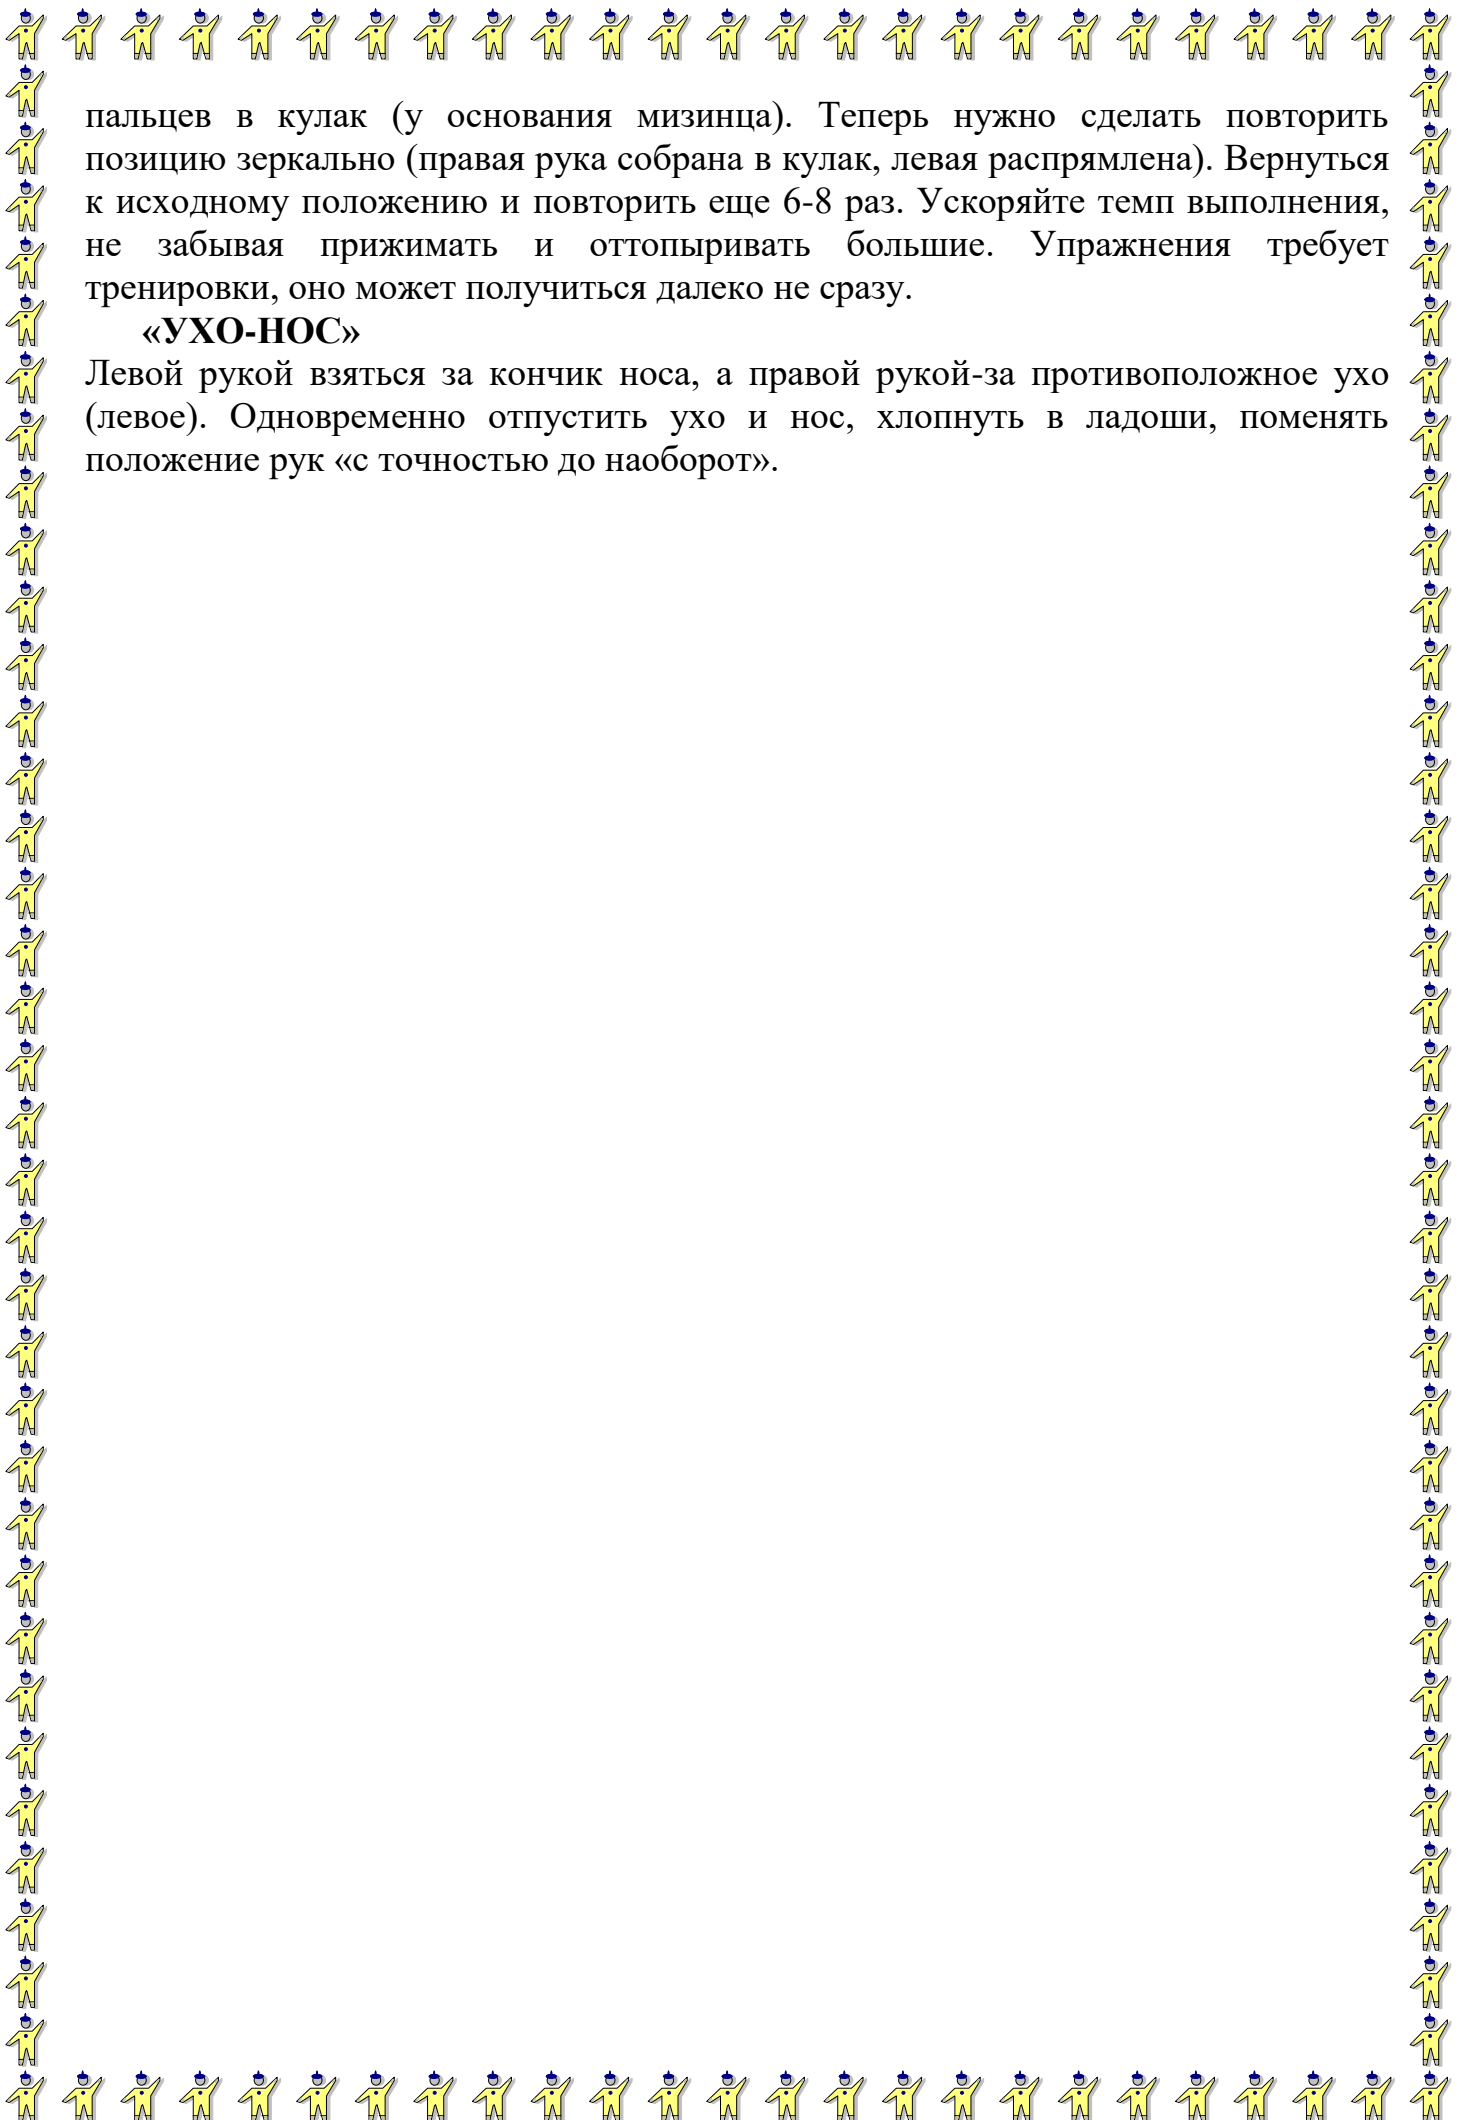 пальцев в кулак (у основания мизинца). Теперь нужно сделать повторить
позицию зеркально (правая рука собрана в кулак, левая распрямлена). Вернуться
к исходному положению и повторить еще 6-8 раз. Ускоряйте темп выполнения,
не забывая прижимать и оттопыривать большие. Упражнения требует
тренировки, оно может получиться далеко не сразу.
«УХО-НОС»
Левой рукой взяться за кончик носа, а правой рукой-за противоположное ухо
(левое). Одновременно отпустить ухо и нос, хлопнуть в ладоши, поменять
положение рук «с точностью до наоборот».